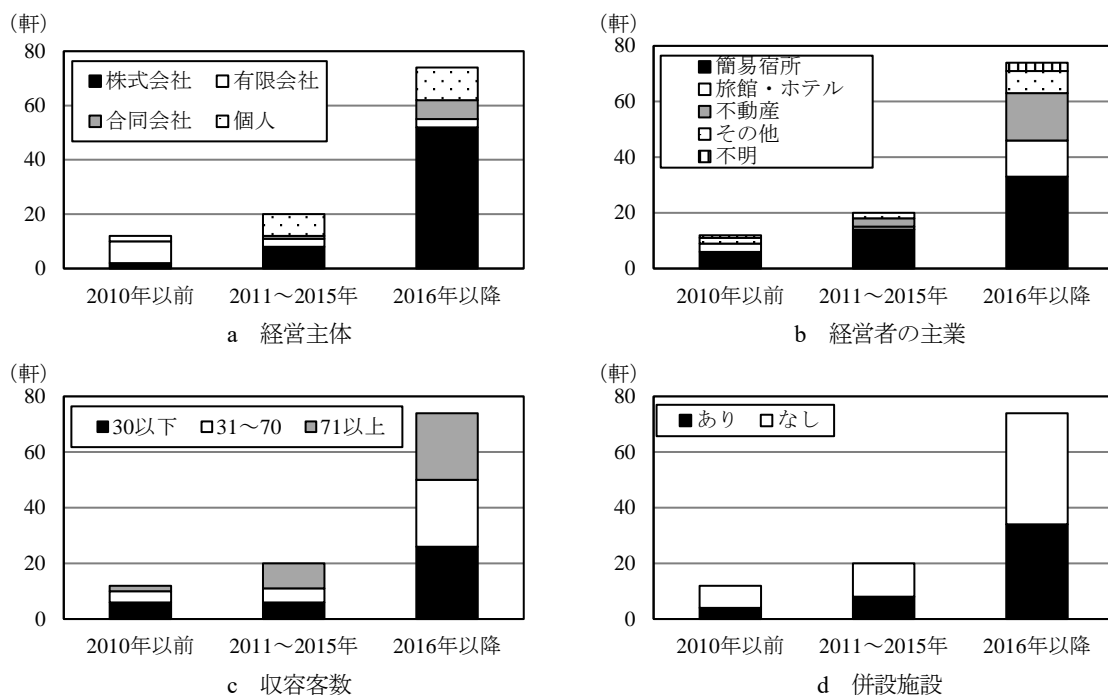 （軒）
80
60
40
20
0
株式会社 有限会社
合同会社 個人
2010年以前 2011～2015年 2016年以降
a 経営主体
（軒）
80
60
40
20
0
簡易宿所
旅館・ホテル
不動産
その他
不明
2010年以前 2011～2015年 2016年以降
b 経営者の主業
（軒）
80
60
40
20
0
30以下 31～70 71以上
2010年以前 2011～2015年 2016年以降
c 収容客数
（軒）
80
60
40
20
0
あり なし
2010年以前 2011～2015年 2016年以降
d 併設施設